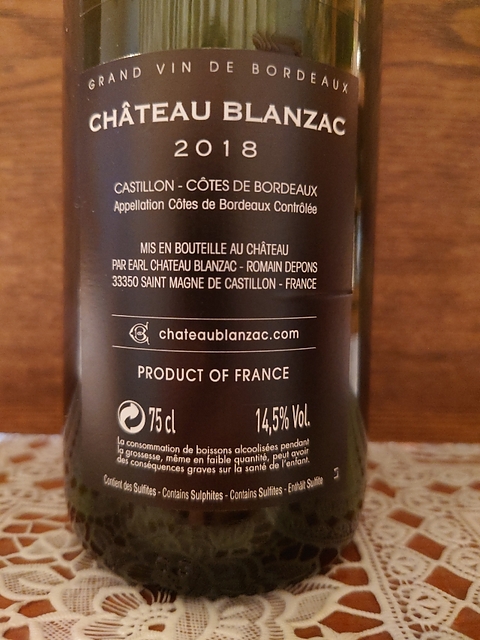 GRAND VIN DE BORDEAUX
CHÂTEAU BLANZAC
2018
CASTILLON - CÔTES DE BORDEAUX
Appellation Côtes de Bordeaux Contrôlée
MIS EN BOUTEILLE AU CHÂTEAU
PAR EARL CHATEAU BLANZAC - ROMAIN DEPONS
33350 SAINT MAGNE DE CASTILLON - FRANCE
chateaublanzac.com
PRODUCT OF FRANCE
75 cl 14,5% Vol.
La consommation de boissons alcoolisées pendant
la grossesse, même en faible quantité, peut avoir
des conséquences graves sur la santé de l'enfant.
Contient des Sulfites - Contains Sulphites - Contains Sulfites - Enthält Sulfite